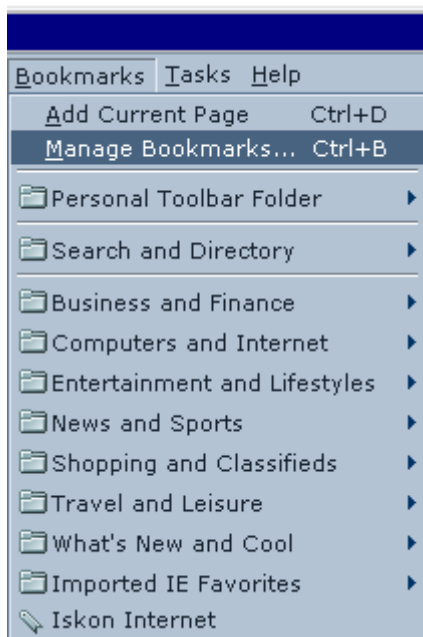 Bookmarks Tasks Help
Add Current Page Ctrl+D
Manage Bookmarks... Ctrl+B
Personal Toolbar Folder
Search and Directory
Business and Finance
Computers and Internet
Entertainment and Lifestyles
News and Sports
Shopping and Classifieds
Travel and Leisure
What's New and Cool
Imported IE Favorites
Iskon Internet